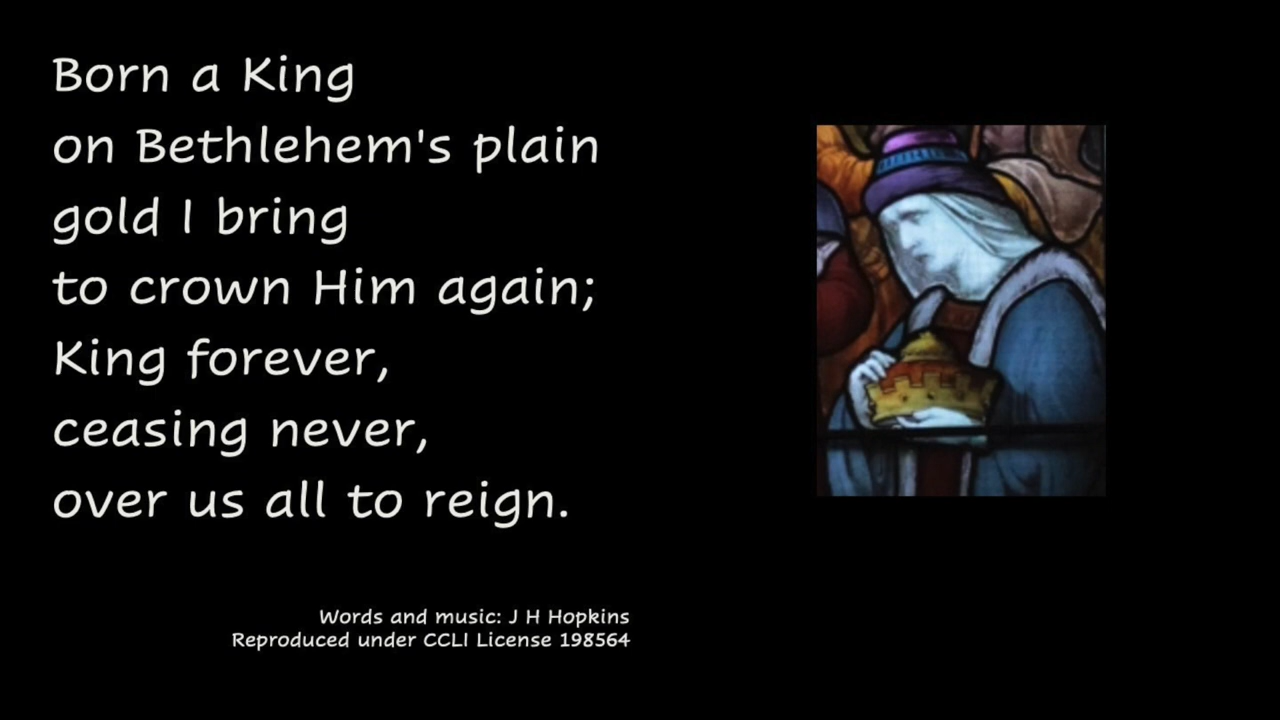 Born a King
on Bethlehem's plain
gold I bring
to crown Him again;
King forever,
ceasing never,
over us all to reign.
Words and music: J H Hopkins
Reproduced under CCLI License 198564